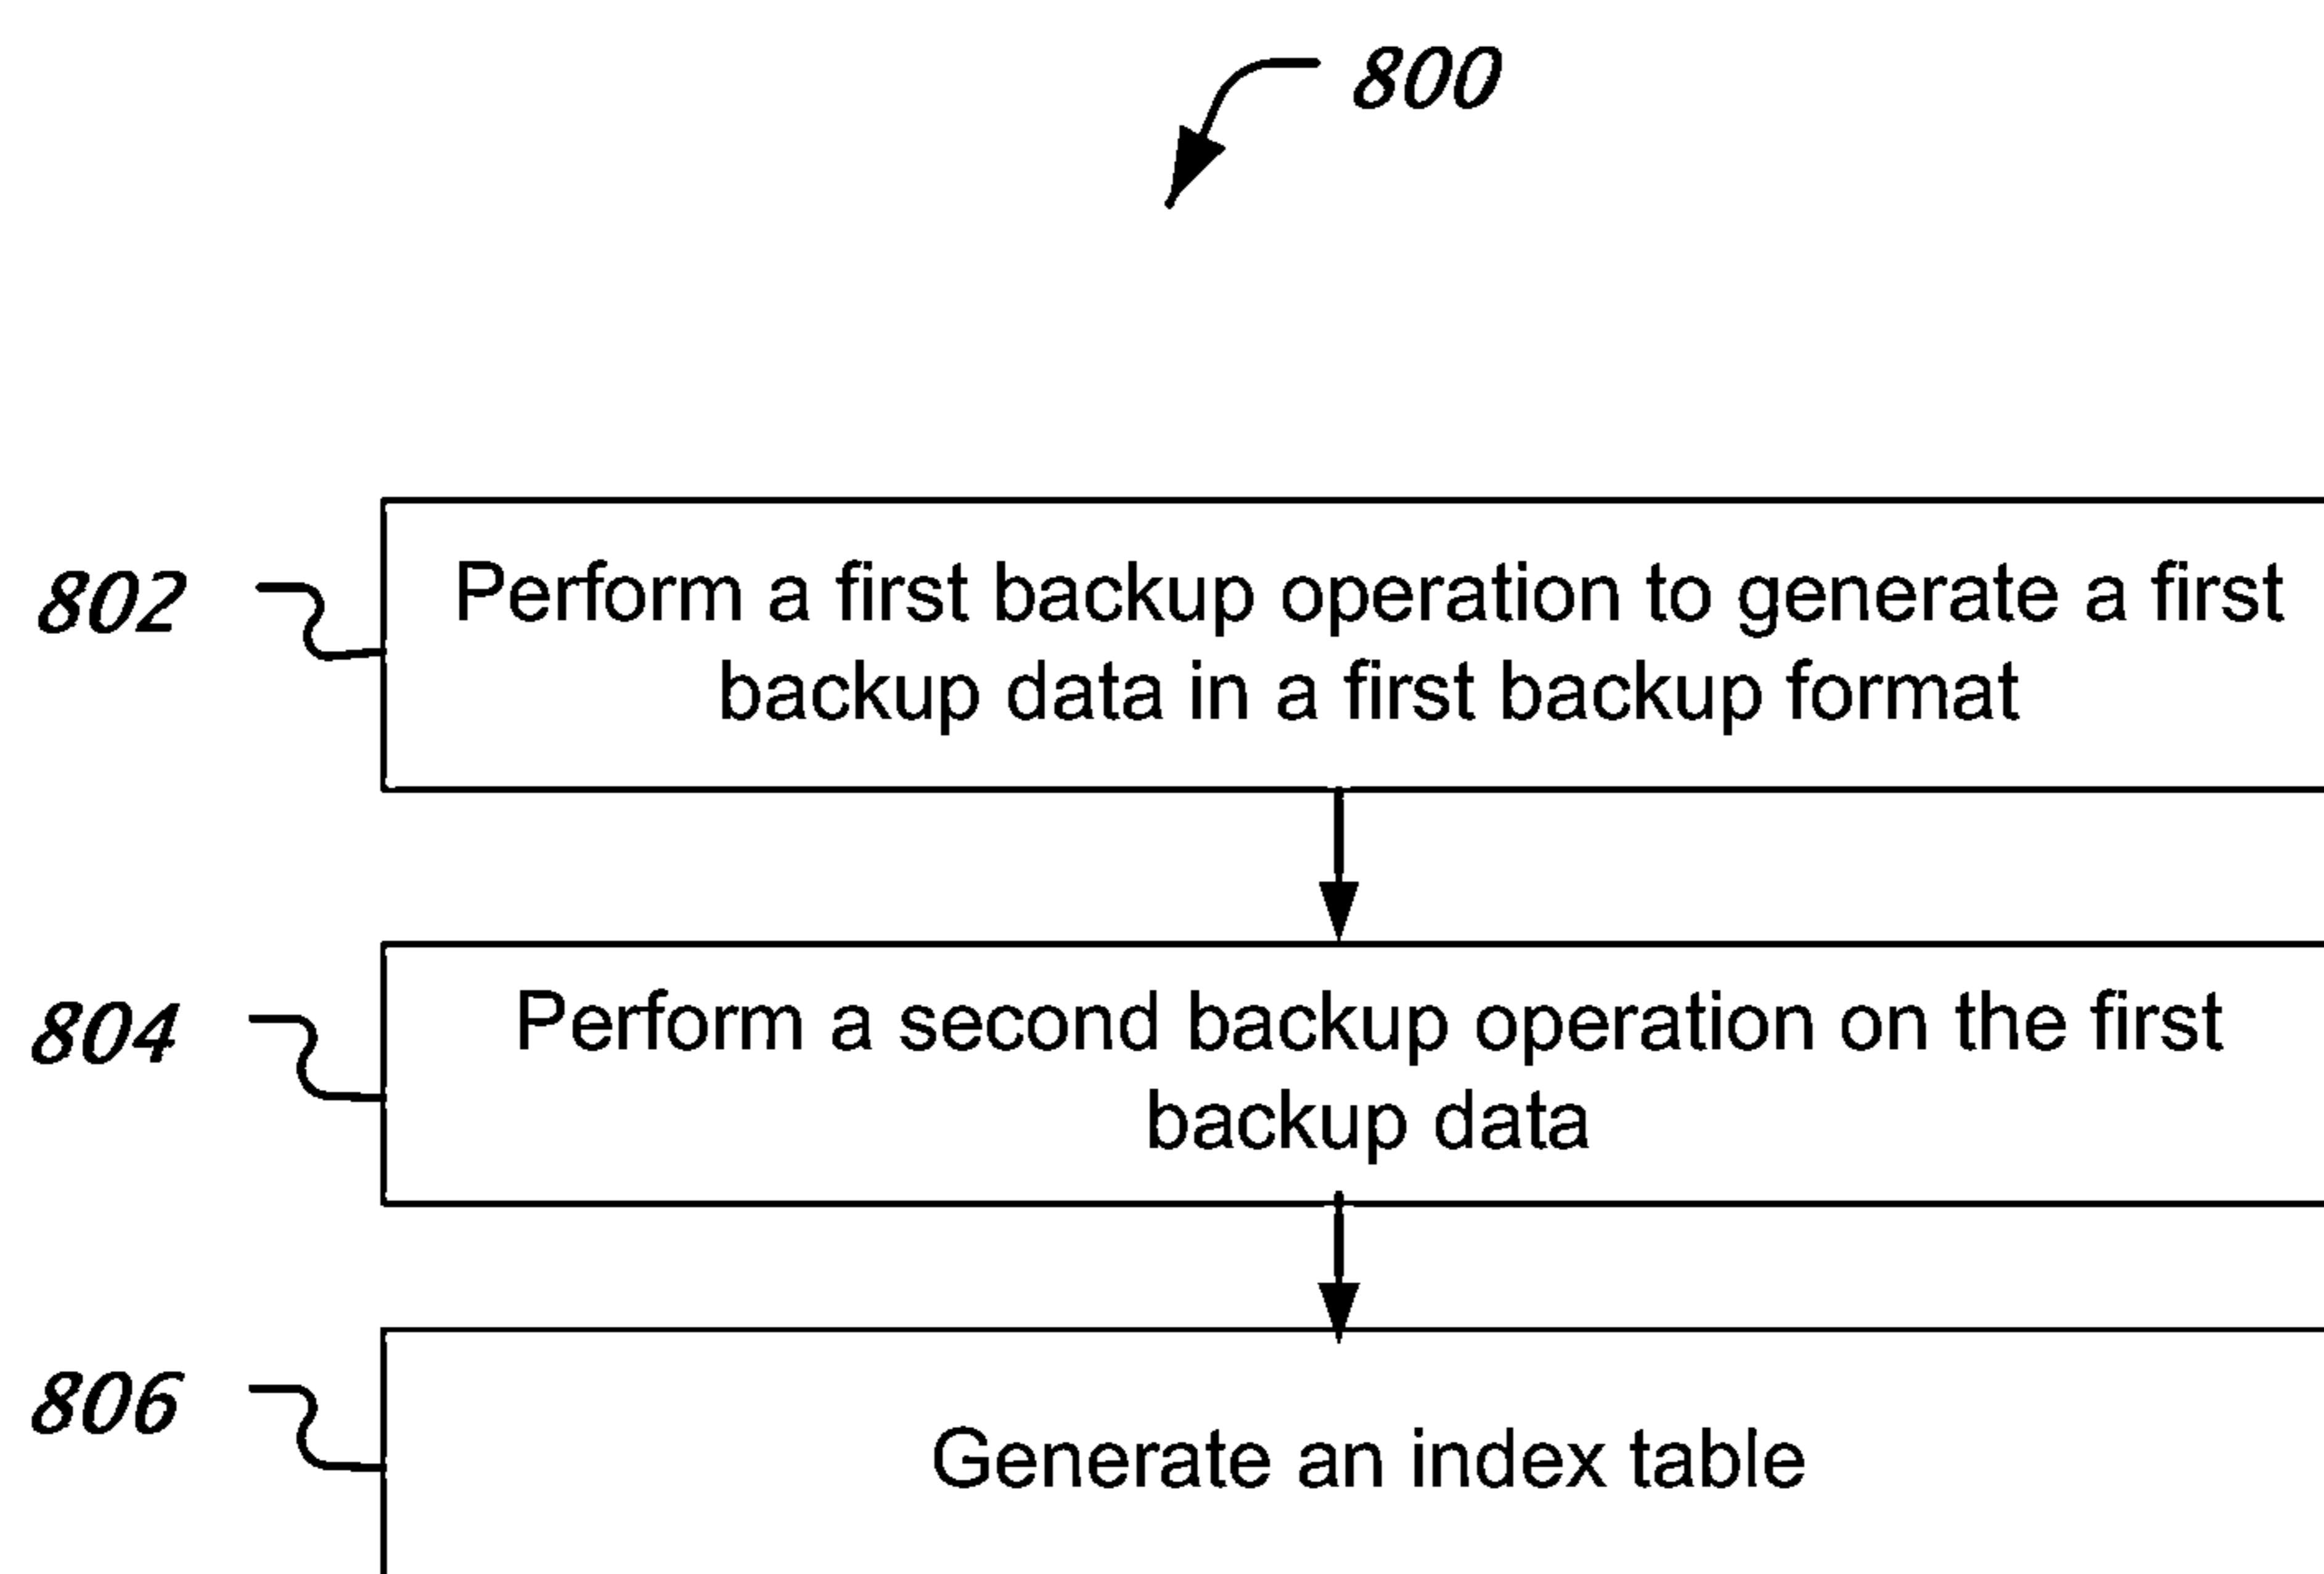 800
802
Perform a first backup operation to generate a first
backup data in a first backup format
804
Perform a second backup operation on the first
backup data
806
Generate an index table